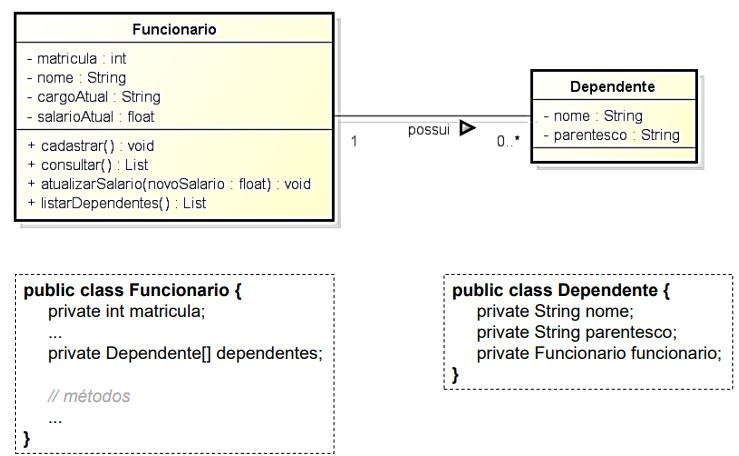 Funcionario
- matricula : int
- nome : String
- cargoAtual : String
- salarioAtual : float
+ cadastrar() : void
+ consultar() : List
+ atualizarSalario(novoSalario : float) : void
+ listarDependentes() : List
possui
1
0..*
Dependente
- nome : String
- parentesco : String
public class Funcionario {
private int matricula;
...
private Dependente[] dependentes;
// métodos
...
}
public class Dependente {
private String nome;
private String parentesco;
private Funcionario funcionario;
}